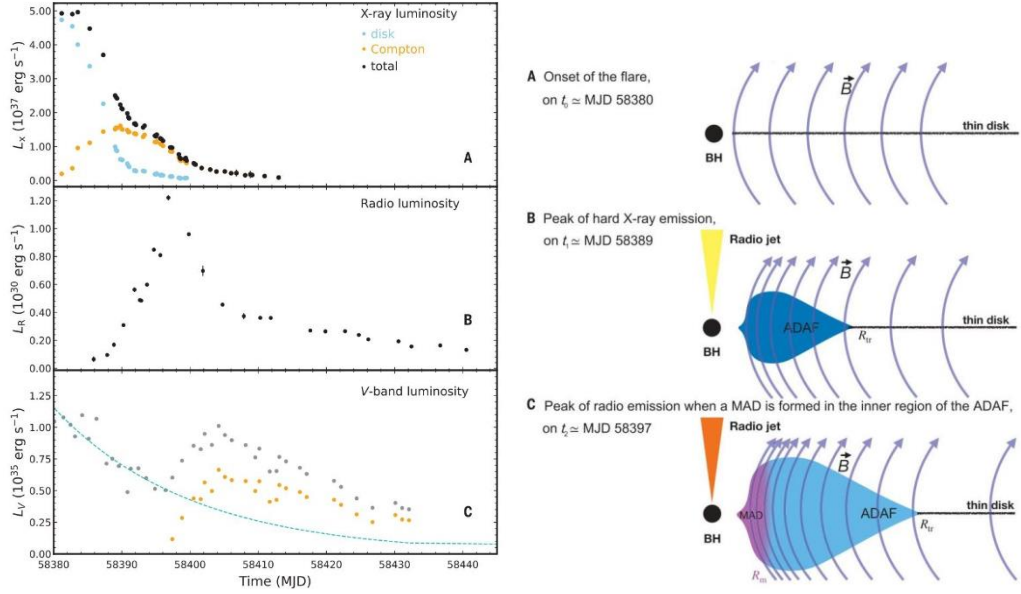 X-ray luminosity
disk
Compton
total
A
5.00
4.00
3.00
2.00
1.00
0.00
L_X (10^37 erg s^−1)
Radio luminosity
B
1.20
1.00
0.80
0.60
0.40
0.20
0.00
L_R (10^30 erg s^−1)
V-band luminosity
C
1.25
1.00
0.75
0.50
0.25
0.00
L_V (10^35 erg s^−1)
58380 58390 58400 58410 58420 58430 58440
Time (MJD)
A Onset of the flare,
on t_0 ≃ MJD 58380
B
thin disk
BH
B Peak of hard X-ray emission,
on t_1 ≃ MJD 58389
Radio jet
B
ADAF
R_tr
thin disk
BH
C Peak of radio emission when a MAD is formed in the inner region of the ADAF,
on t_2 ≃ MJD 58397
Radio jet
B
MAD
ADAF
R_tr
thin disk
BH
R_m